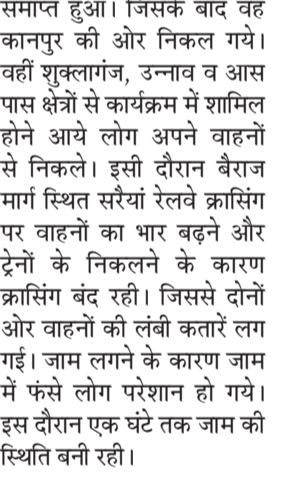 समाप्त हुआ। जिसके बाद वह
कानपुर की ओर निकल गये।
वहीं शुक्लागंज, उन्नाव व आस
पास क्षेत्रों से कार्यक्रम में शामिल
होने आये लोग अपने वाहनों
से निकले। इसी दौरान बैराज
मार्ग स्थित सरैयां रेलवे क्रासिंग
पर वाहनों का भार बढ़ने और
ट्रेनों के निकलने के कारण
क्रासिंग बंद रही। जिससे दोनों
ओर वाहनों की लंबी कतारें लग
गई। जाम लगने के कारण जाम
में फंसे लोग परेशान हो गये।
इस दौरान एक घंटे तक जाम की
स्थिति बनी रही।